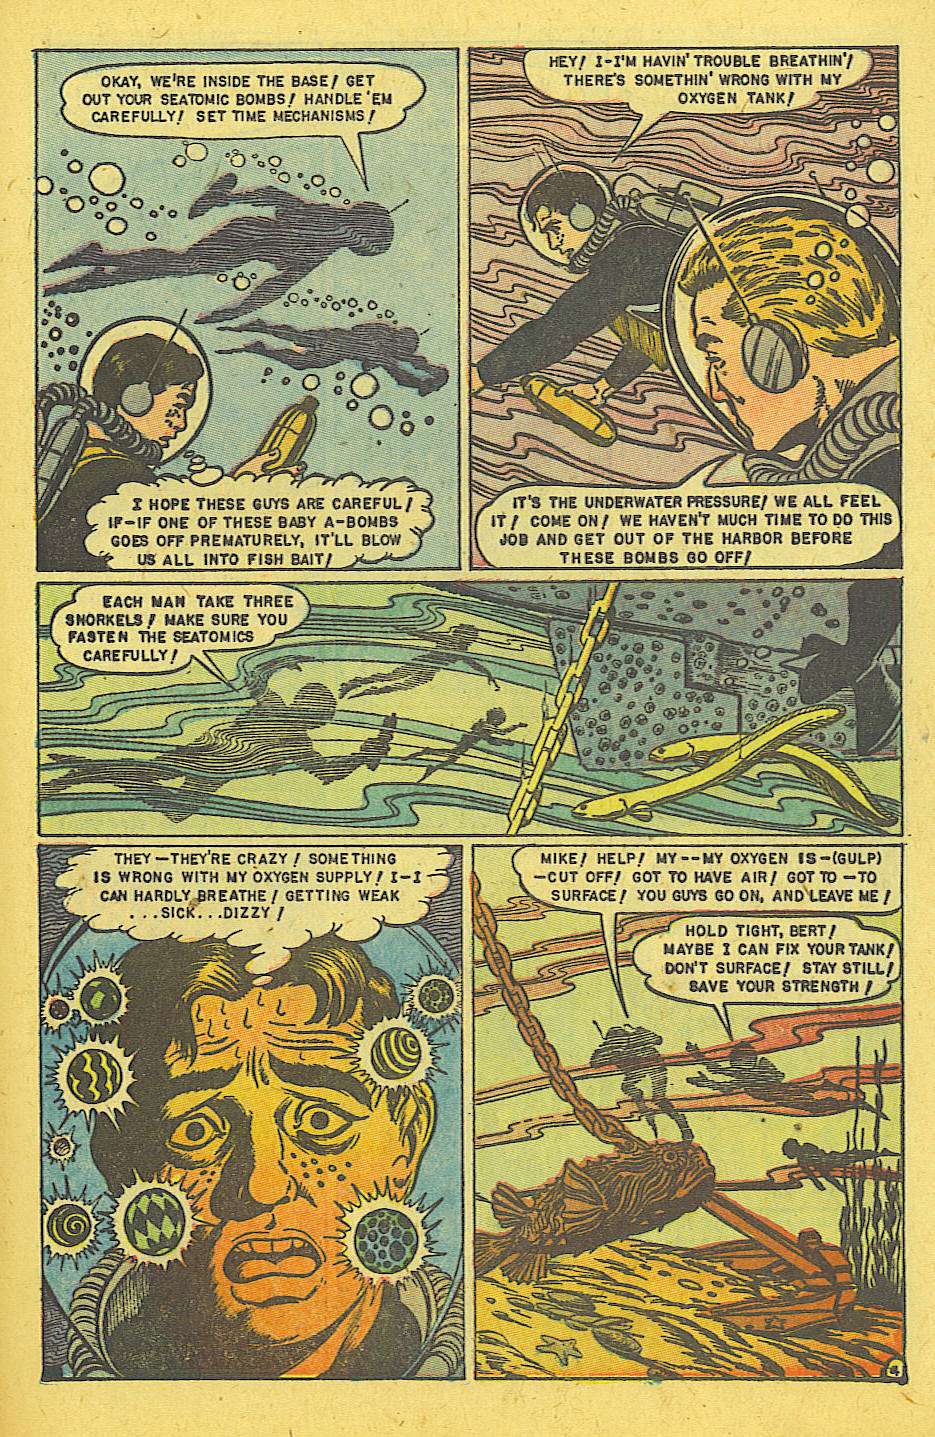 OKAY, WE'RE INSIDE THE BASE! GET
OUT YOUR SEATOMIC BOMBS! HANDLE 'EM
CAREFULLY! SET TIME MECHANISMS!
I HOPE THESE GUYS ARE CAREFUL!
IF-IF ONE OF THESE BABY A-BOMBS
GOES OFF PREMATURELY, IT'LL BLOW
US ALL INTO FISH BAIT!
HEY! I-I'M HAVIN' TROUBLE BREATHIN'!
THERE'S SOMETHIN' WRONG WITH MY
OXYGEN TANK!
IT'S THE UNDERWATER PRESSURE! WE ALL FEEL
IT! COME ON! WE HAVEN'T MUCH TIME TO DO THIS
JOB AND GET OUT OF THE HARBOR BEFORE
THESE BOMBS GO OFF!
EACH MAN TAKE THREE
SNORKELS! MAKE SURE YOU
FASTEN THE SEATOMICS
CAREFULLY!
THEY-THEY'RE CRAZY! SOMETHING
IS WRONG WITH MY OXYGEN SUPPLY! I-I
CAN HARDLY BREATHE! GETTING WEAK
...SICK...DIZZY!
MIKE! HELP! MY--MY OXYGEN IS-(GULP)
-CUT OFF! GOT TO HAVE AIR! GOT TO -TO
SURFACE! YOU GUYS GO ON, AND LEAVE ME!
HOLD TIGHT, BERT!
MAYBE I CAN FIX YOUR TANK!
DON'T SURFACE! STAY STILL!
SAVE YOUR STRENGTH!
4